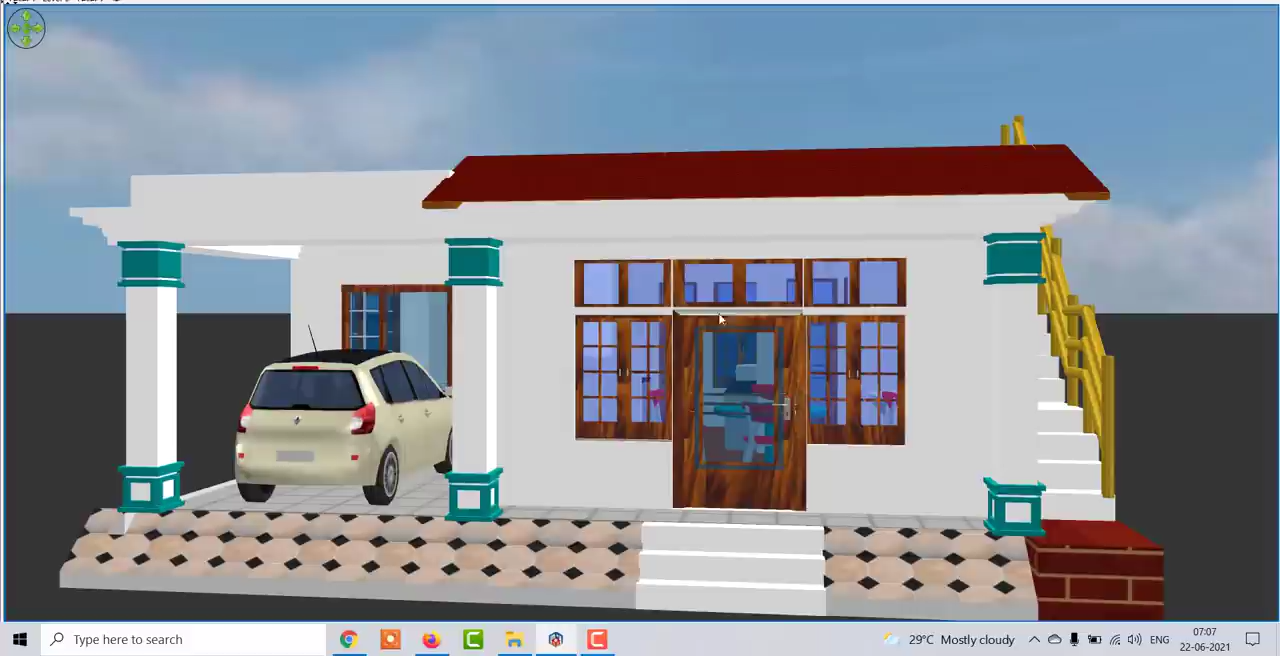 Type here to search
29°C Mostly cloudy
ENG
07:07
22-06-2021